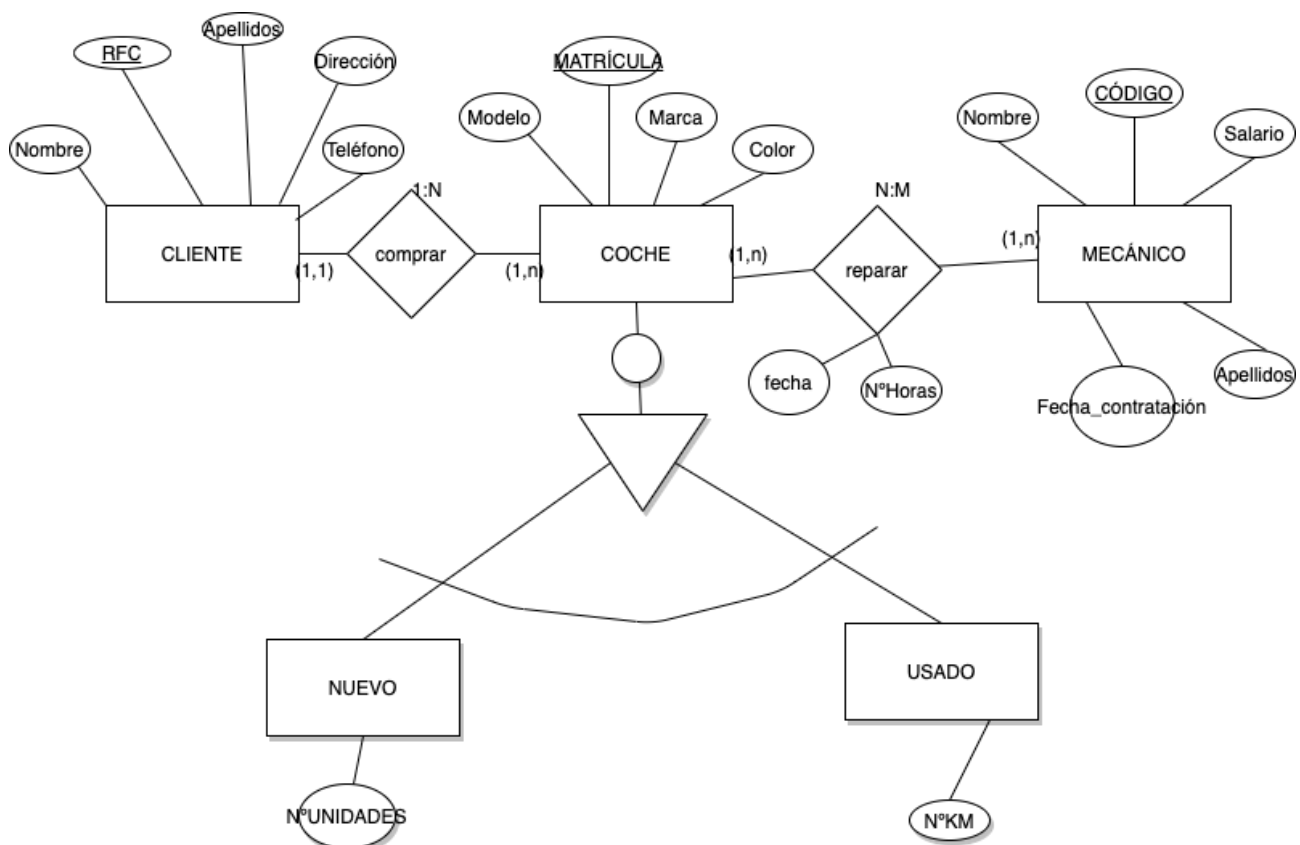 Apellidos
RFC
Dirección
Nombre
Teléfono
MATRÍCULA
Modelo
Marca
Color
CÓDIGO
Nombre
Salario
1:N
N:M
CLIENTE
(1,1)
comprar
(1,n)
COCHE
(1,n)
reparar
(1,n)
MECÁNICO
fecha
NºHoras
Fecha_contratación
Apellidos
NUEVO
USADO
NºUNIDADES
NºKM